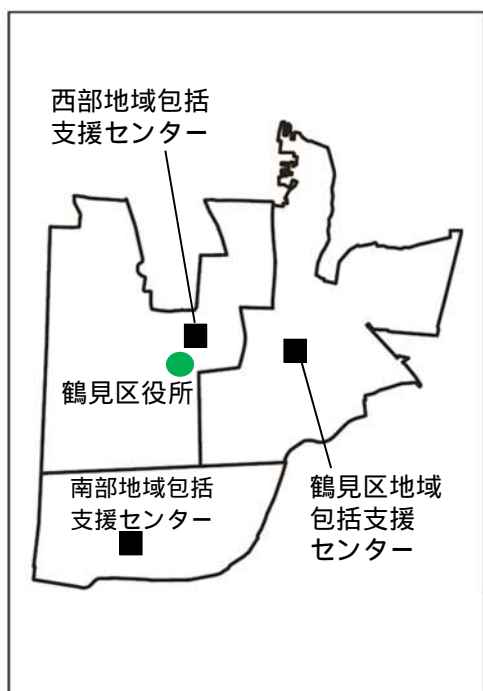 西部地域包括
支援センター
鶴見区役所
南部地域包括
支援センター
鶴見区地域
包括支援
センター